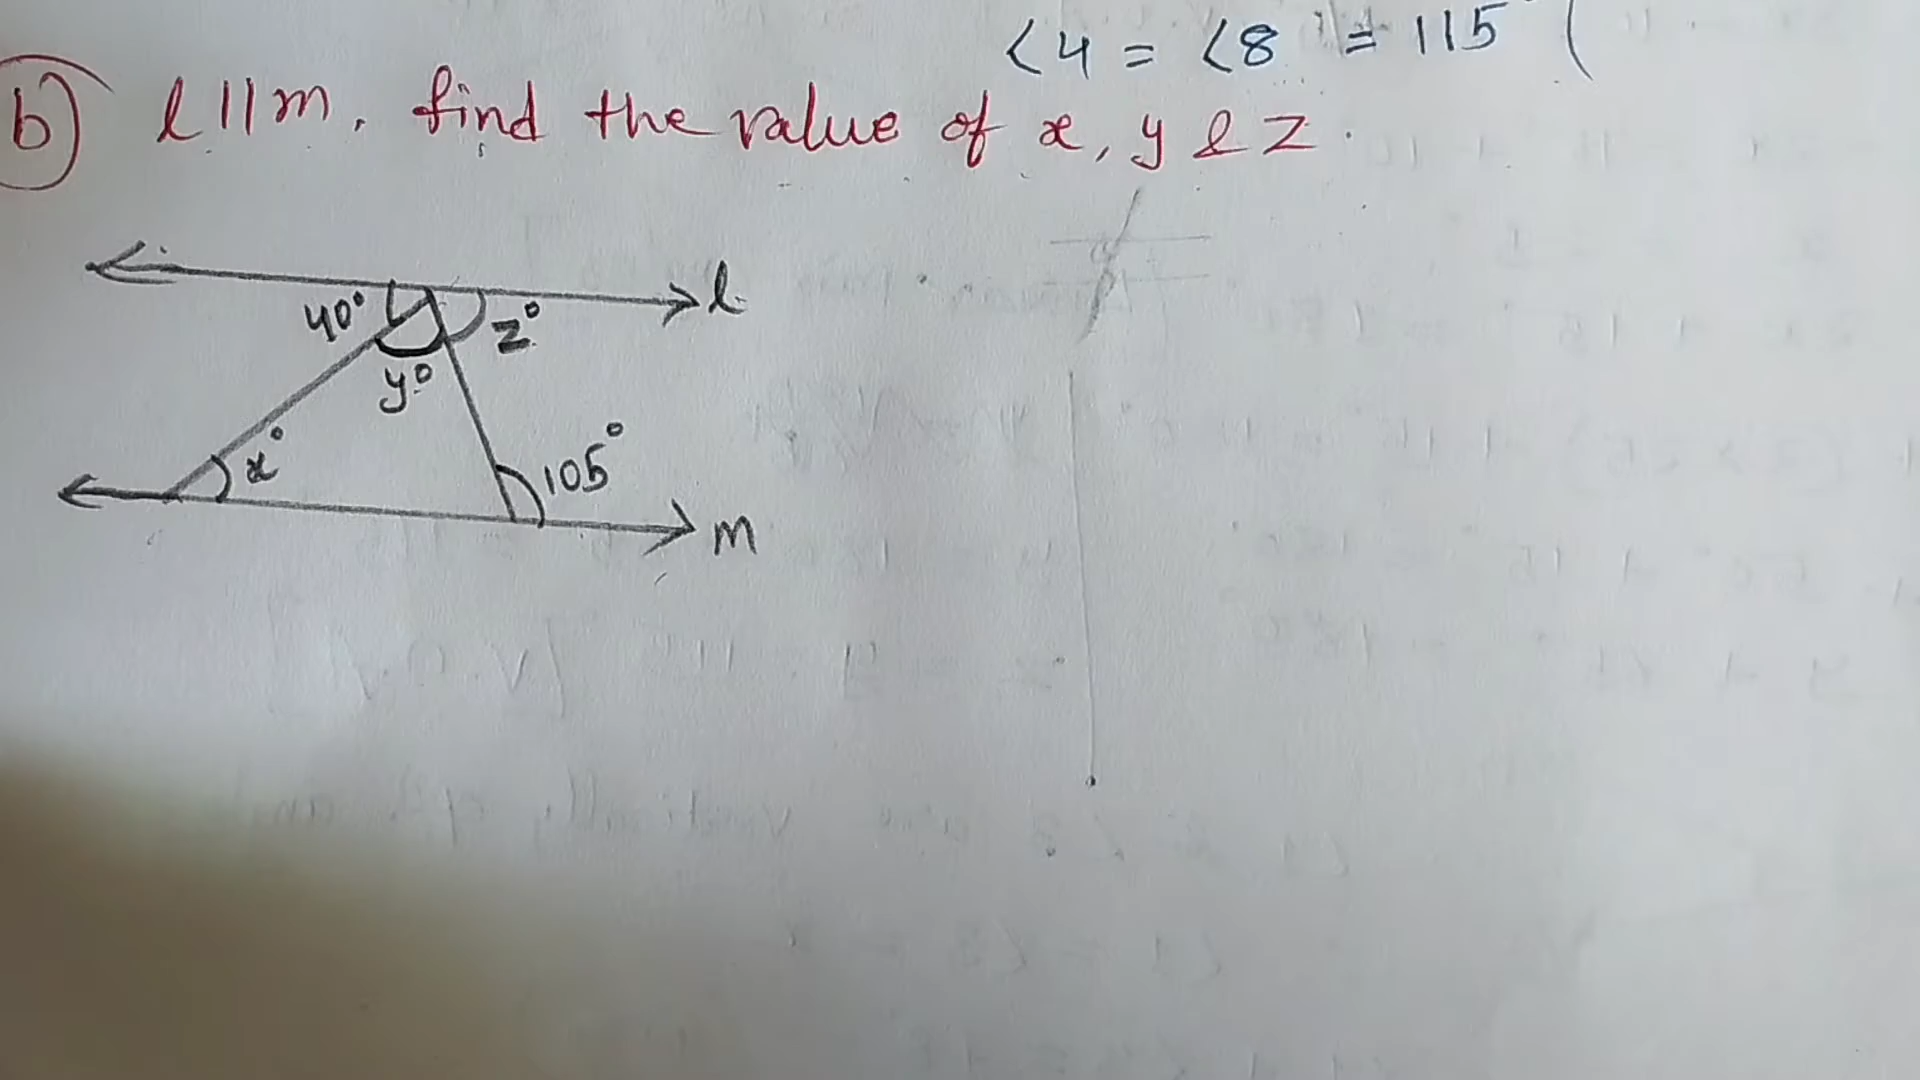 <4 = <8 = 115°
b) l || m. find the value of x, y & z.
l
40°
z°
y°
x°
105°
m